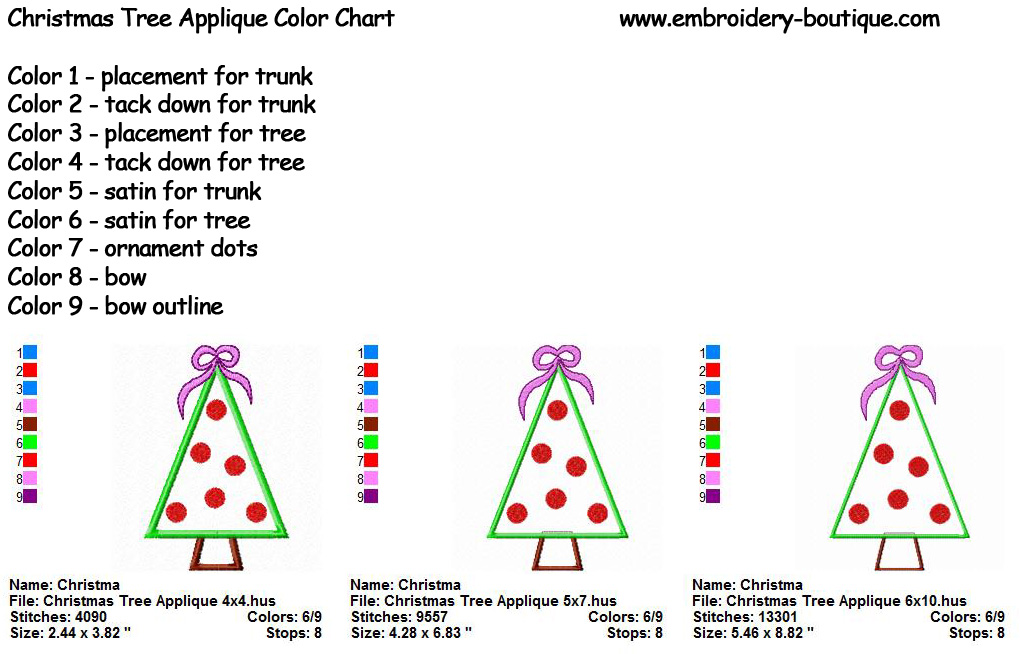 Christmas Tree Applique Color Chart
www.embroidery-boutique.com
Color 1 - placement for trunk
Color 2 - tack down for trunk
Color 3 - placement for tree
Color 4 - tack down for tree
Color 5 - satin for trunk
Color 6 - satin for tree
Color 7 - ornament dots
Color 8 - bow
Color 9 - bow outline
1
2
3
4
5
6
7
8
9
Name: Christma
File: Christmas Tree Applique 4x4.hus
Stitches: 4090 Colors: 6/9
Size: 2.44 x 3.82 " Stops: 8
1
2
3
4
5
6
7
8
9
Name: Christma
File: Christmas Tree Applique 5x7.hus
Stitches: 9557 Colors: 6/9
Size: 4.28 x 6.83 " Stops: 8
1
2
3
4
5
6
7
8
9
Name: Christma
File: Christmas Tree Applique 6x10.hus
Stitches: 13301 Colors: 6/9
Size: 5.46 x 8.82 " Stops: 8